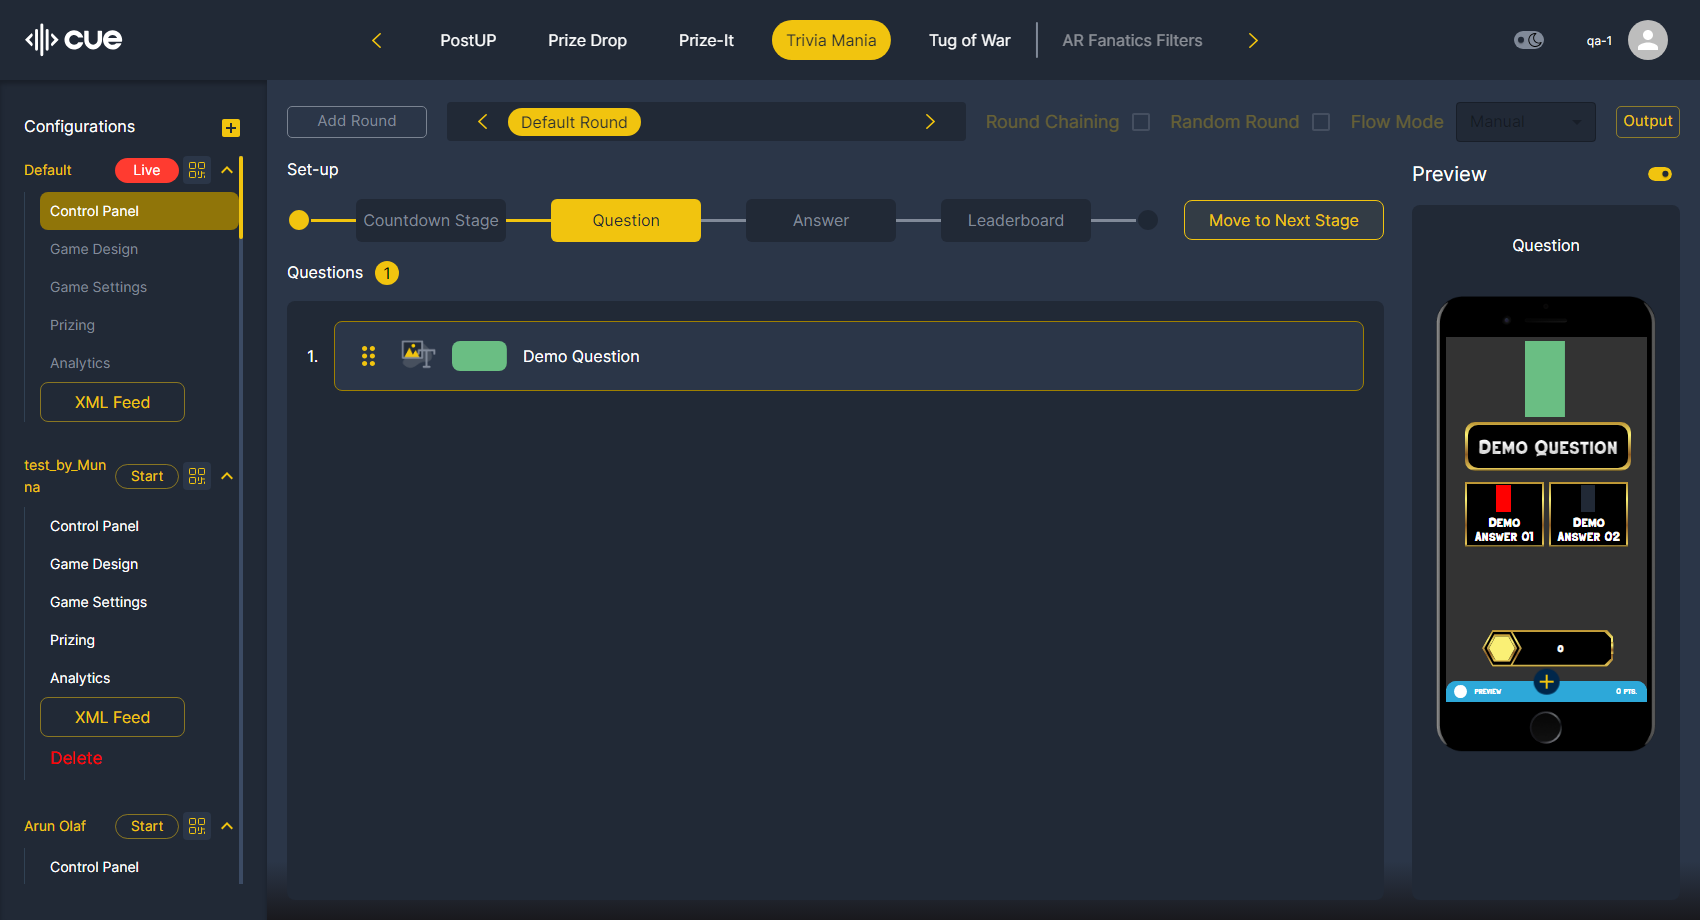 cue
PostUP
Prize Drop
Prize-It
Trivia Mania
Tug of War
AR Fanatics Filters
qa-1
Configurations
Default
Live
Control Panel
Game Design
Game Settings
Prizing
Analytics
XML Feed
test_by_Mun
na
Start
Control Panel
Game Design
Game Settings
Prizing
Analytics
XML Feed
Delete
Arun Olaf
Start
Control Panel
Add Round
Default Round
Round Chaining
Random Round
Flow Mode
Manual
Output
Set-up
Countdown Stage
Question
Answer
Leaderboard
Move to Next Stage
Questions 1
1.
T
Demo Question
Preview
Question
Demo Question
Demo
Answer 01
Demo
Answer 02
0
PREVIEW
0 PTS.